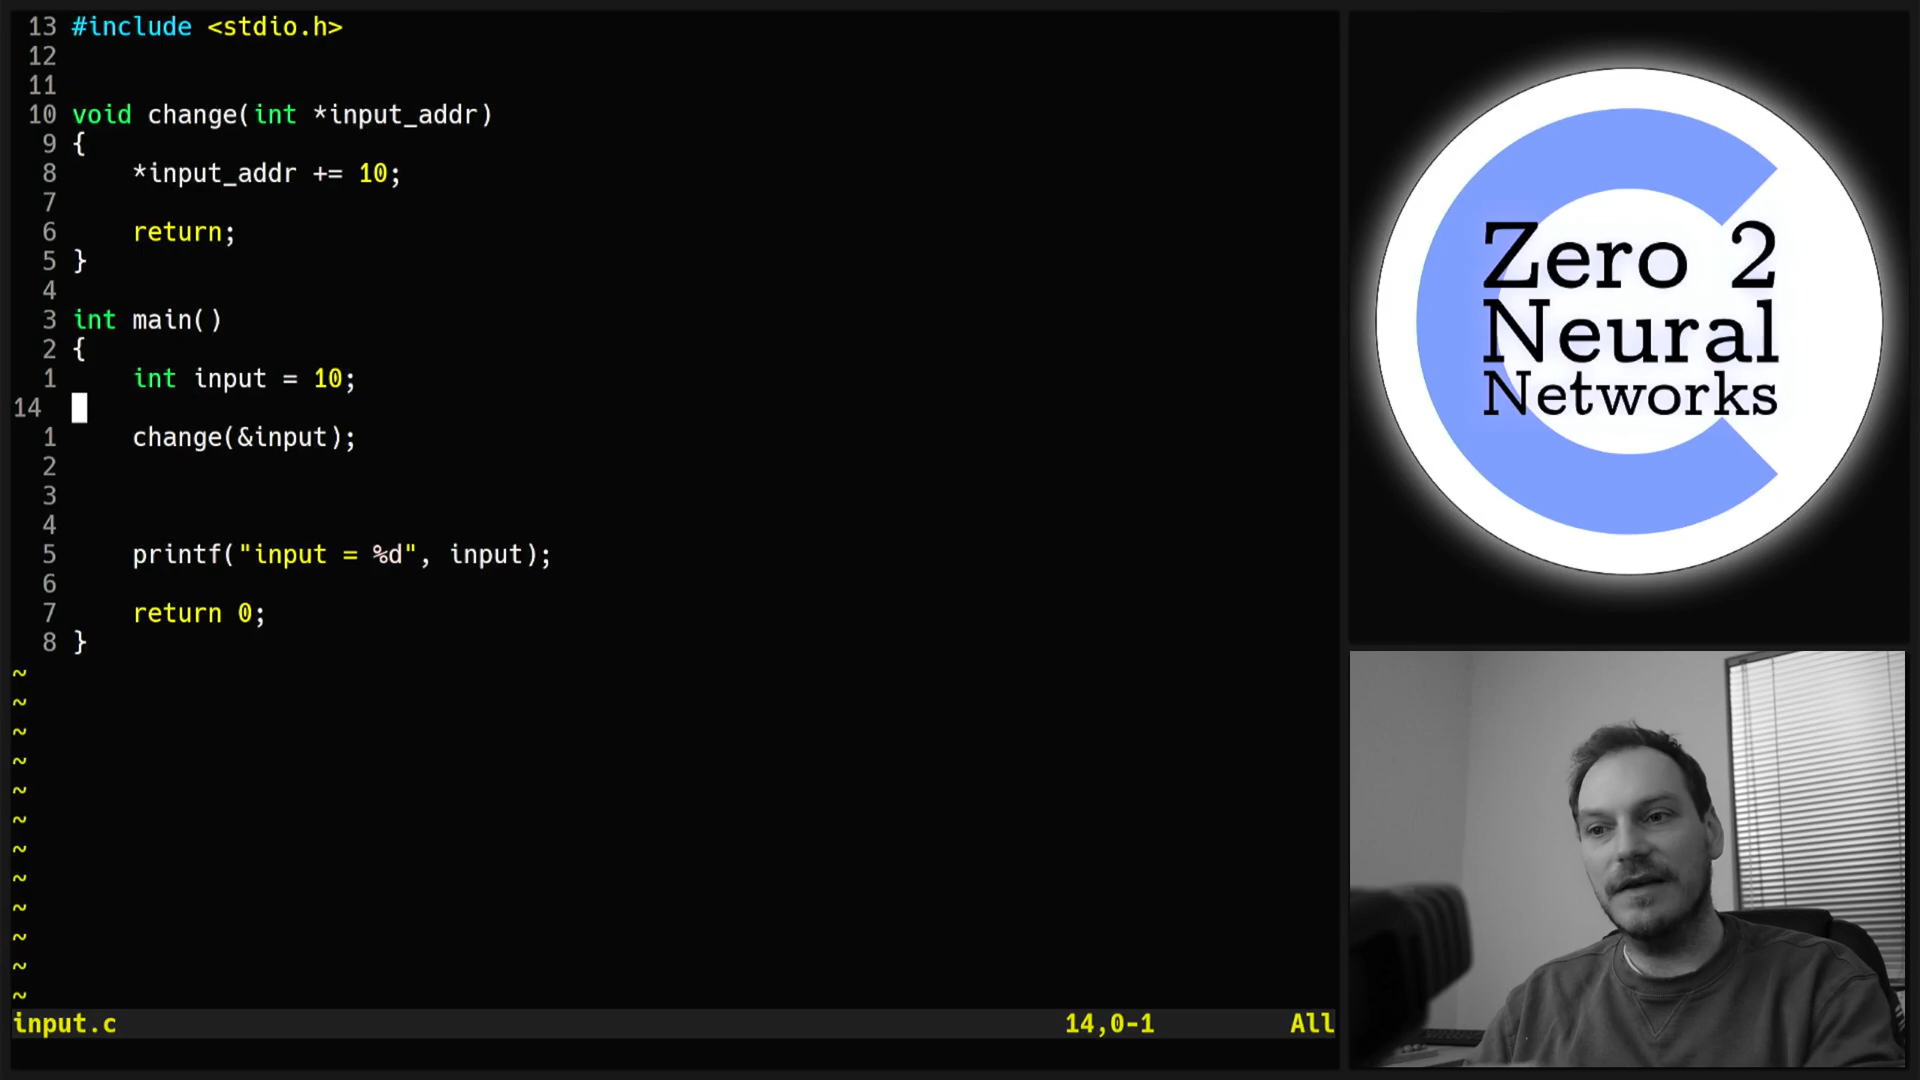 13 #include <stdio.h>
12
11
10 void change(int *input_addr)
9 {
8     *input_addr += 10;
7
6     return;
5 }
4
3 int main()
2 {
1     int input = 10;
14
1     change(&input);
2
3
4
5     printf("input = %d", input);
6
7     return 0;
8 }
~
~
~
~
~
~
~
~
~
~
~
~
input.c 14,0-1 All
Zero 2
Neural
Networks